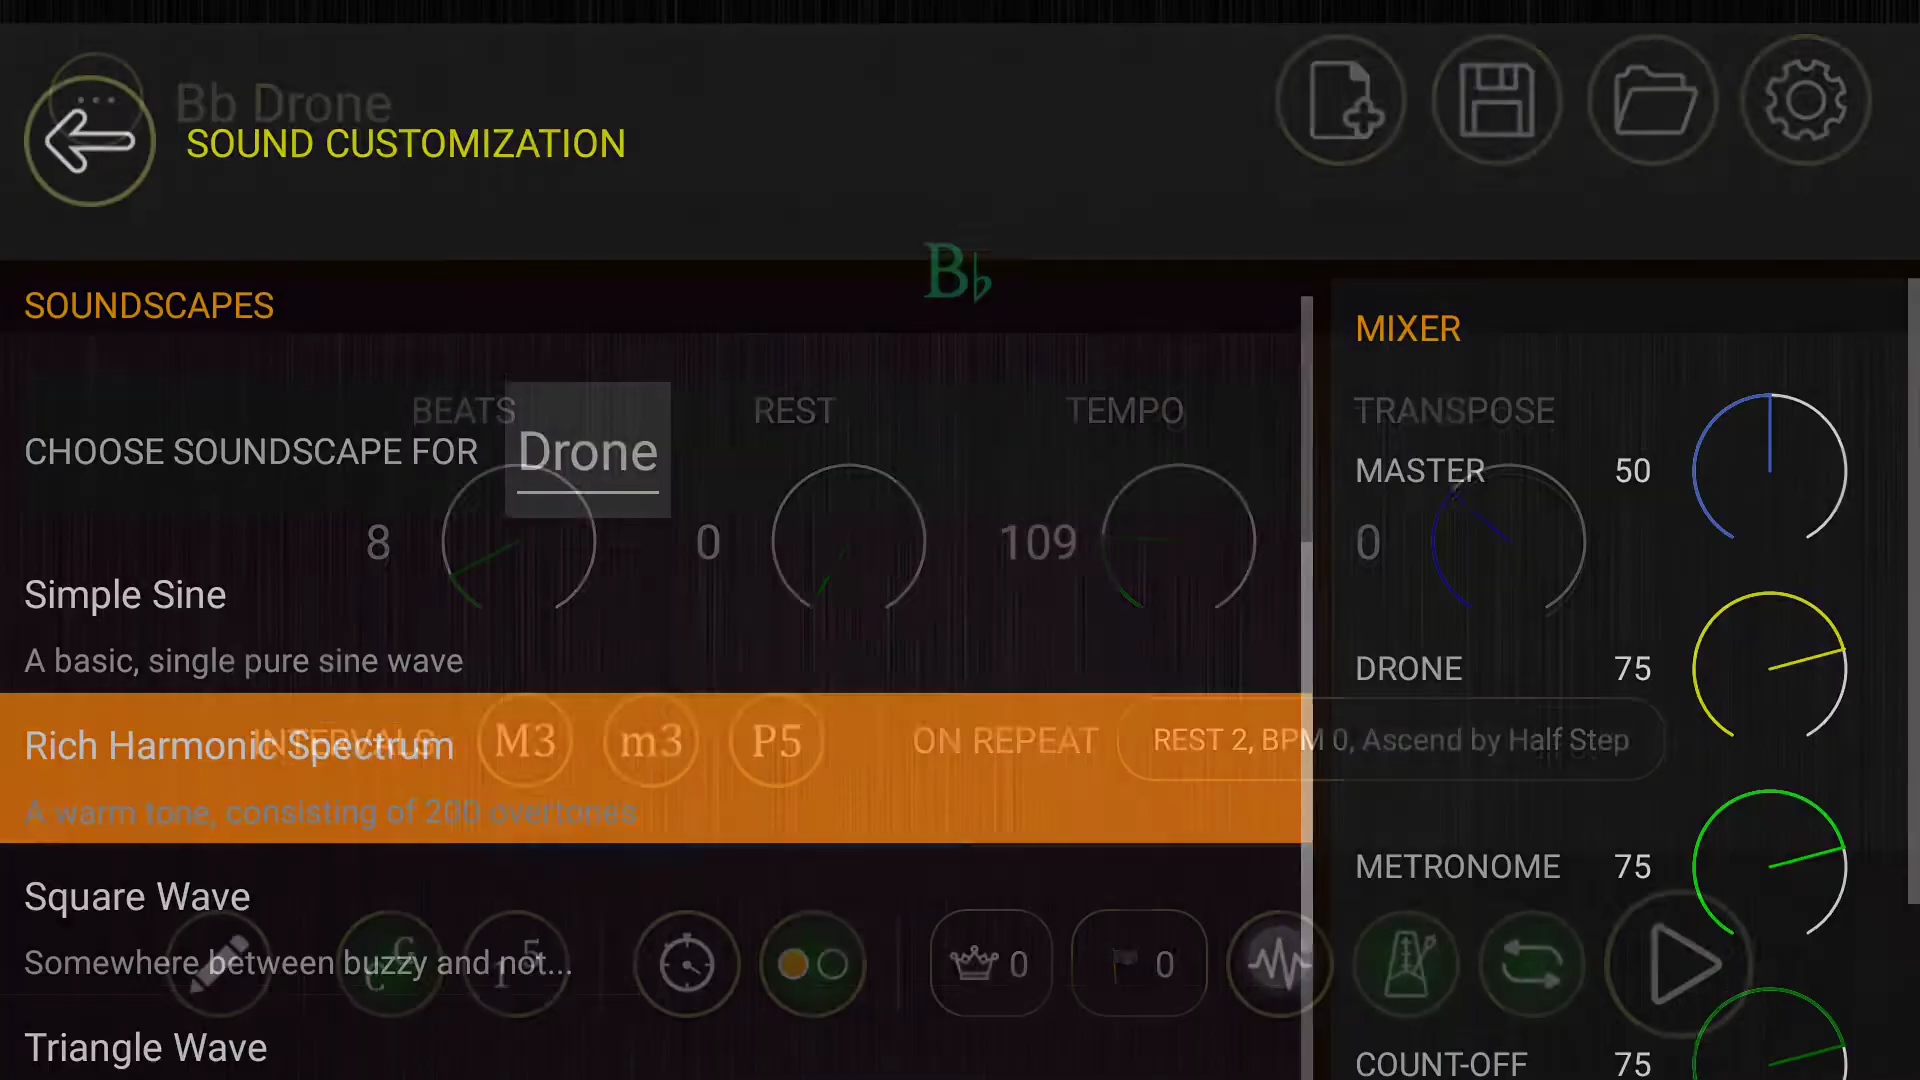 Bb Drone
SOUND CUSTOMIZATION
B♭
SOUNDSCAPES
MIXER
BEATS
REST
TEMPO
TRANSPOSE
CHOOSE SOUNDSCAPE FOR Drone
MASTER 50
8
0
109
0
Simple Sine
A basic, single pure sine wave
DRONE 75
Rich Harmonic Spectrum
INTERVALS
M3
m3
P5
ON REPEAT
REST 2, BPM 0, Ascend by Half Step
A warm tone, consisting of 200 overtones
METRONOME 75
Square Wave
Somewhere between buzzy and not...
0
0
Triangle Wave
COUNT-OFF 75